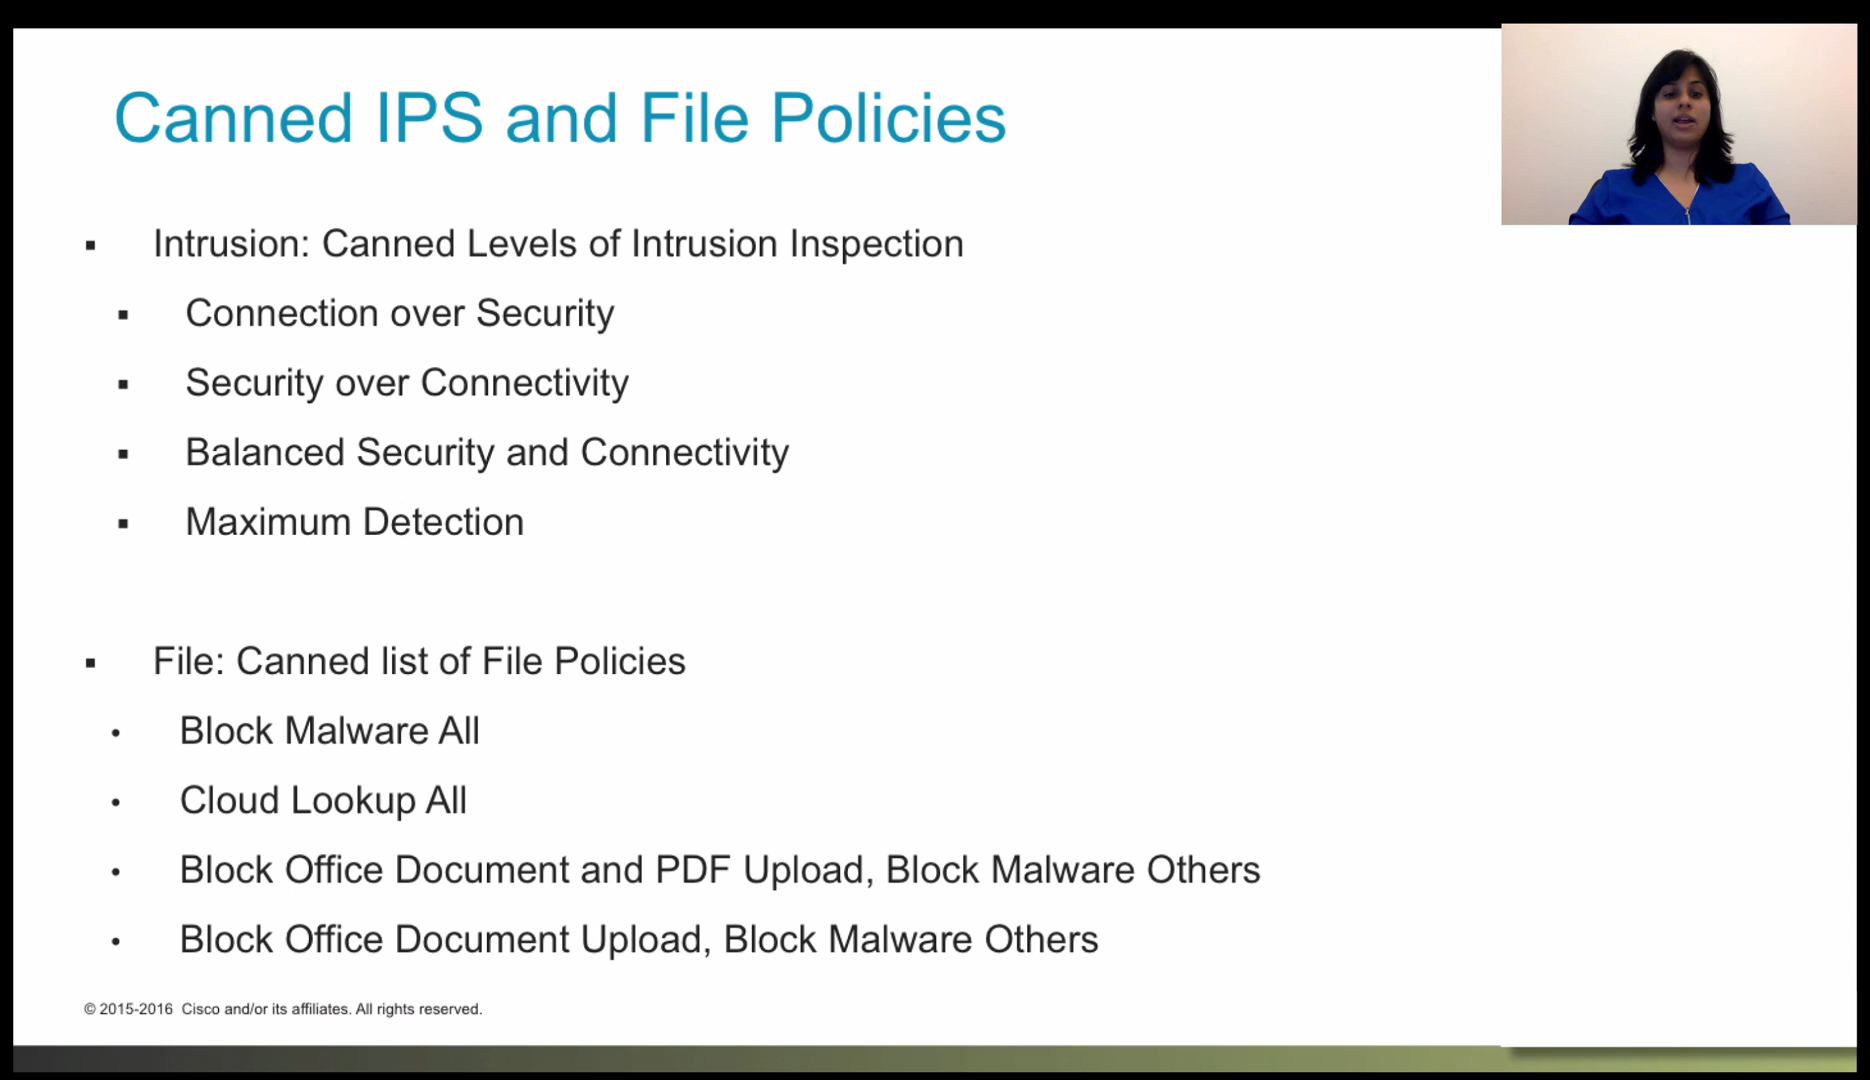 Canned IPS and File Policies
▪ Intrusion: Canned Levels of Intrusion Inspection
▪ Connection over Security
▪ Security over Connectivity
▪ Balanced Security and Connectivity
▪ Maximum Detection
▪ File: Canned list of File Policies
• Block Malware All
• Cloud Lookup All
• Block Office Document and PDF Upload, Block Malware Others
• Block Office Document Upload, Block Malware Others
© 2015-2016 Cisco and/or its affiliates. All rights reserved.